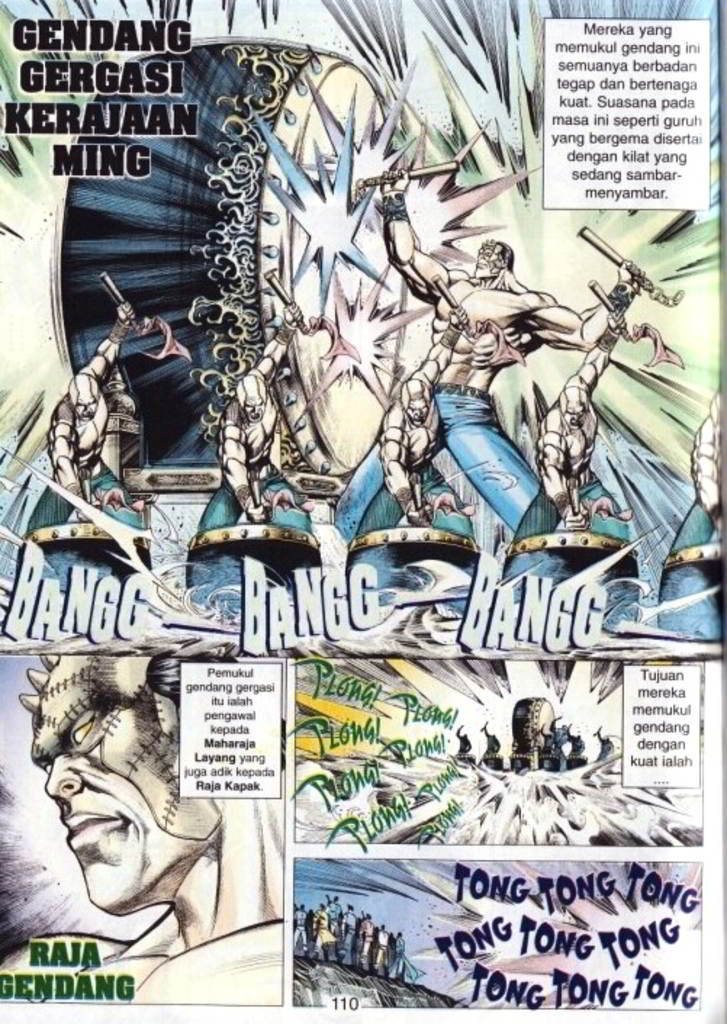 GENDANG
GERGASI
KERAJAAN
MING
Mereka yang
memukul gendang ini
semuanya berbadan
tegap dan bertenaga
kuat. Suasana pada
masa ini seperti guruh
yang bergema disertai
dengan kilat yang
sedang sambar-
menyambar.
BANGG BANGG BANGG
Pemukul
gendang gergasi
itu ialah
pengawal
kepada
Maharaja
Layang yang
juga adik kepada
Raja Kapak.
RAJA
GENDANG
PLONG!
PLONG!
PLONG!
PLONG!
PLONG!
PLONG!
PLONG!
PLONG!
Tujuan
mereka
memukul
gendang
dengan
kuat ialah
....
TONG TONG TONG
TONG TONG TONG
TONG TONG TONG
110